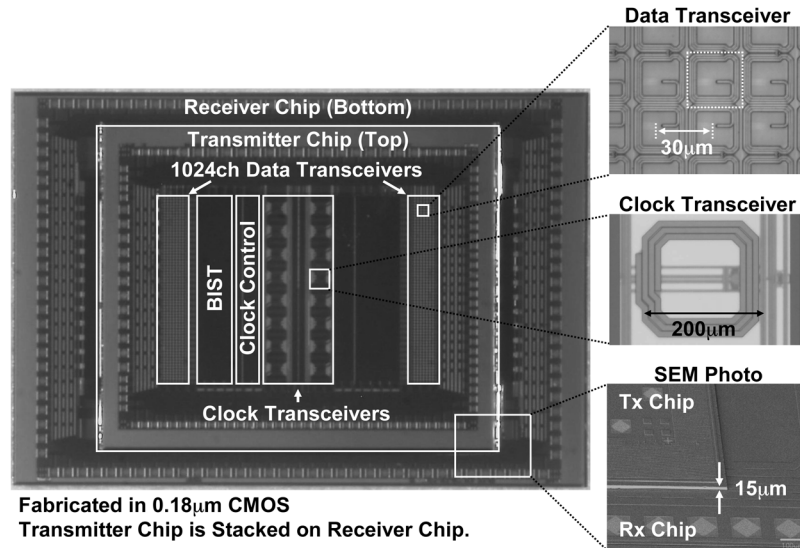 Data Transceiver
Receiver Chip (Bottom)
Transmitter Chip (Top)
1024ch Data Transceivers
30μm
Clock Transceiver
BIST
Clock Control
200μm
Clock Transceivers
SEM Photo
Tx Chip
15μm
Rx Chip
Fabricated in 0.18μm CMOS
Transmitter Chip is Stacked on Receiver Chip.